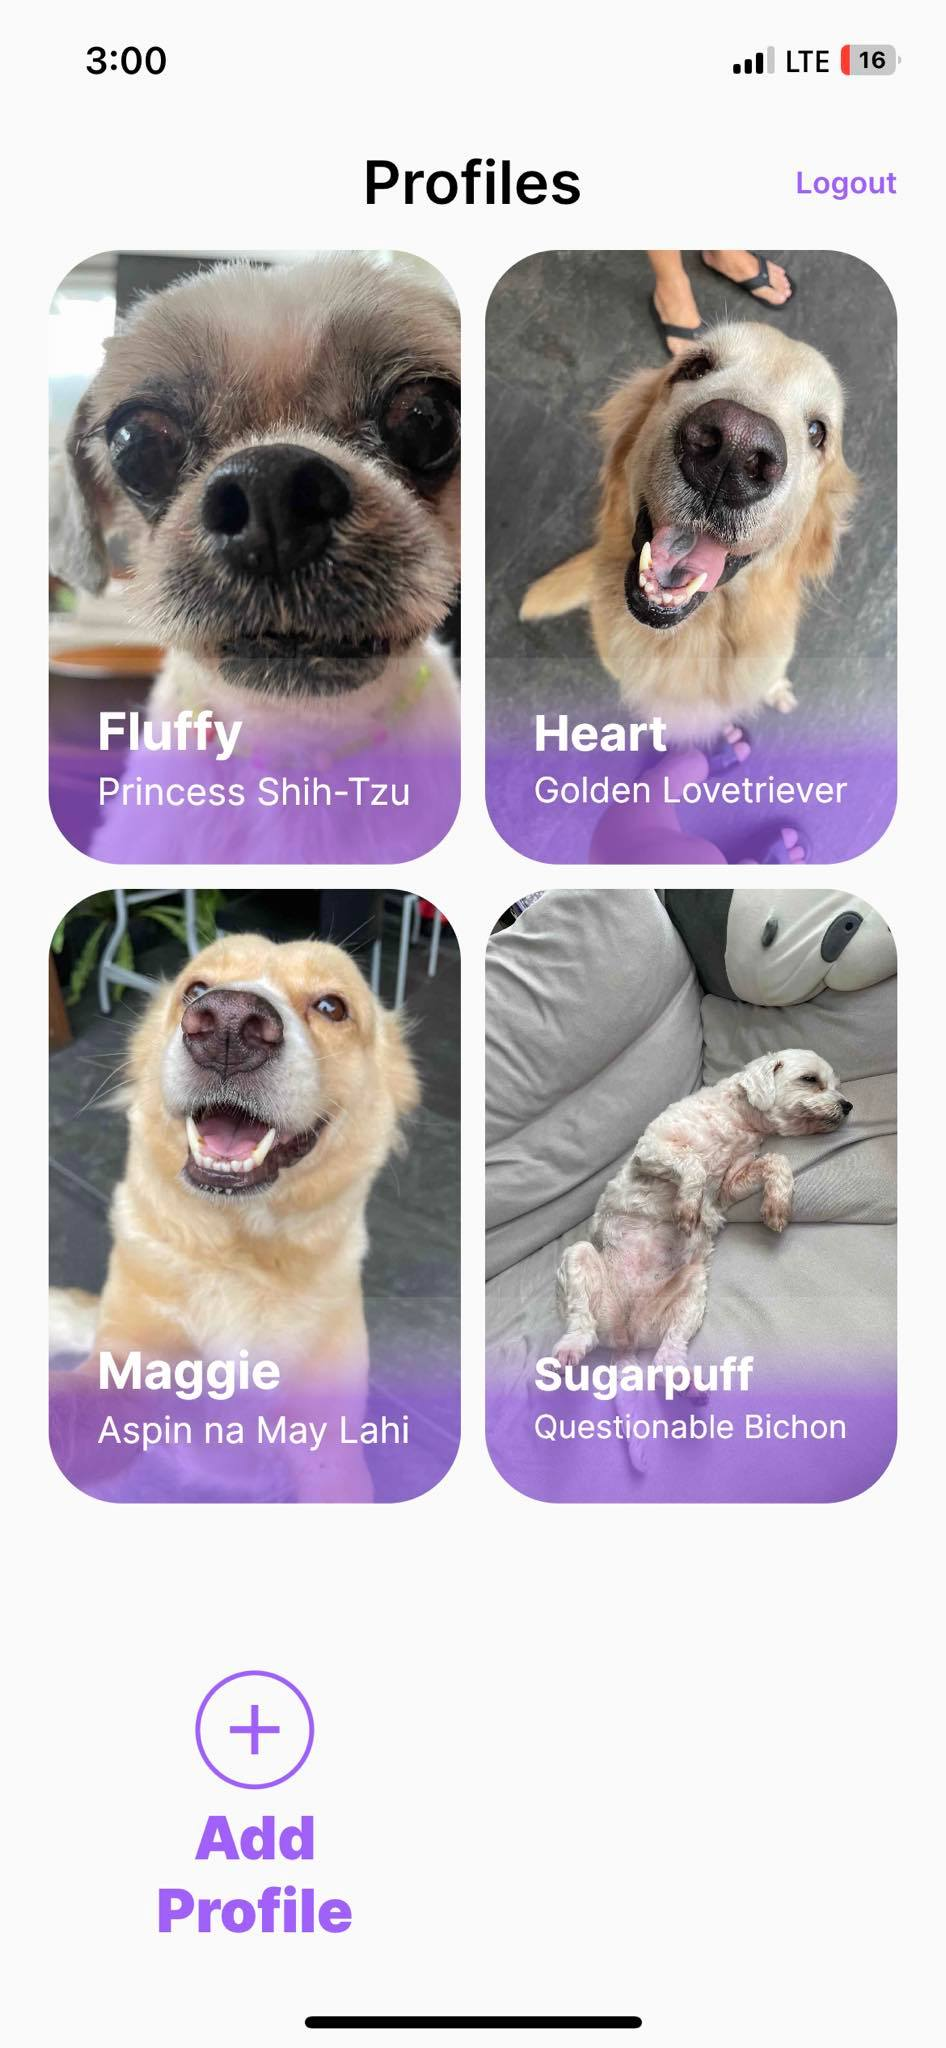 3:00
LTE
16
Profiles
Logout
Fluffy
Princess Shih-Tzu
Heart
Golden Lovetriever
Maggie
Aspin na May Lahi
Sugarpuff
Questionable Bichon
Add
Profile